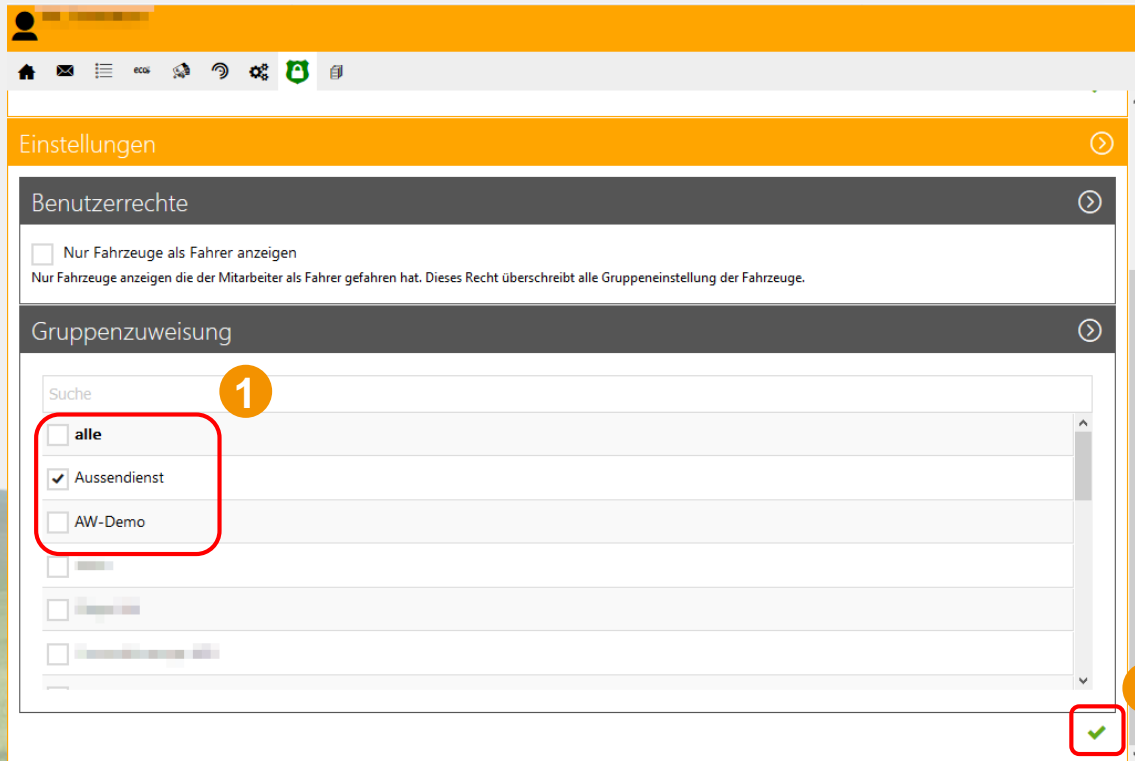 eco
Einstellungen
Benutzerrechte
Nur Fahrzeuge als Fahrer anzeigen
Nur Fahrzeuge anzeigen die der Mitarbeiter als Fahrer gefahren hat. Dieses Recht überschreibt alle Gruppeneinstellung der Fahrzeuge.
Gruppenzuweisung
Suche
1
alle
Aussendienst
AW-Demo